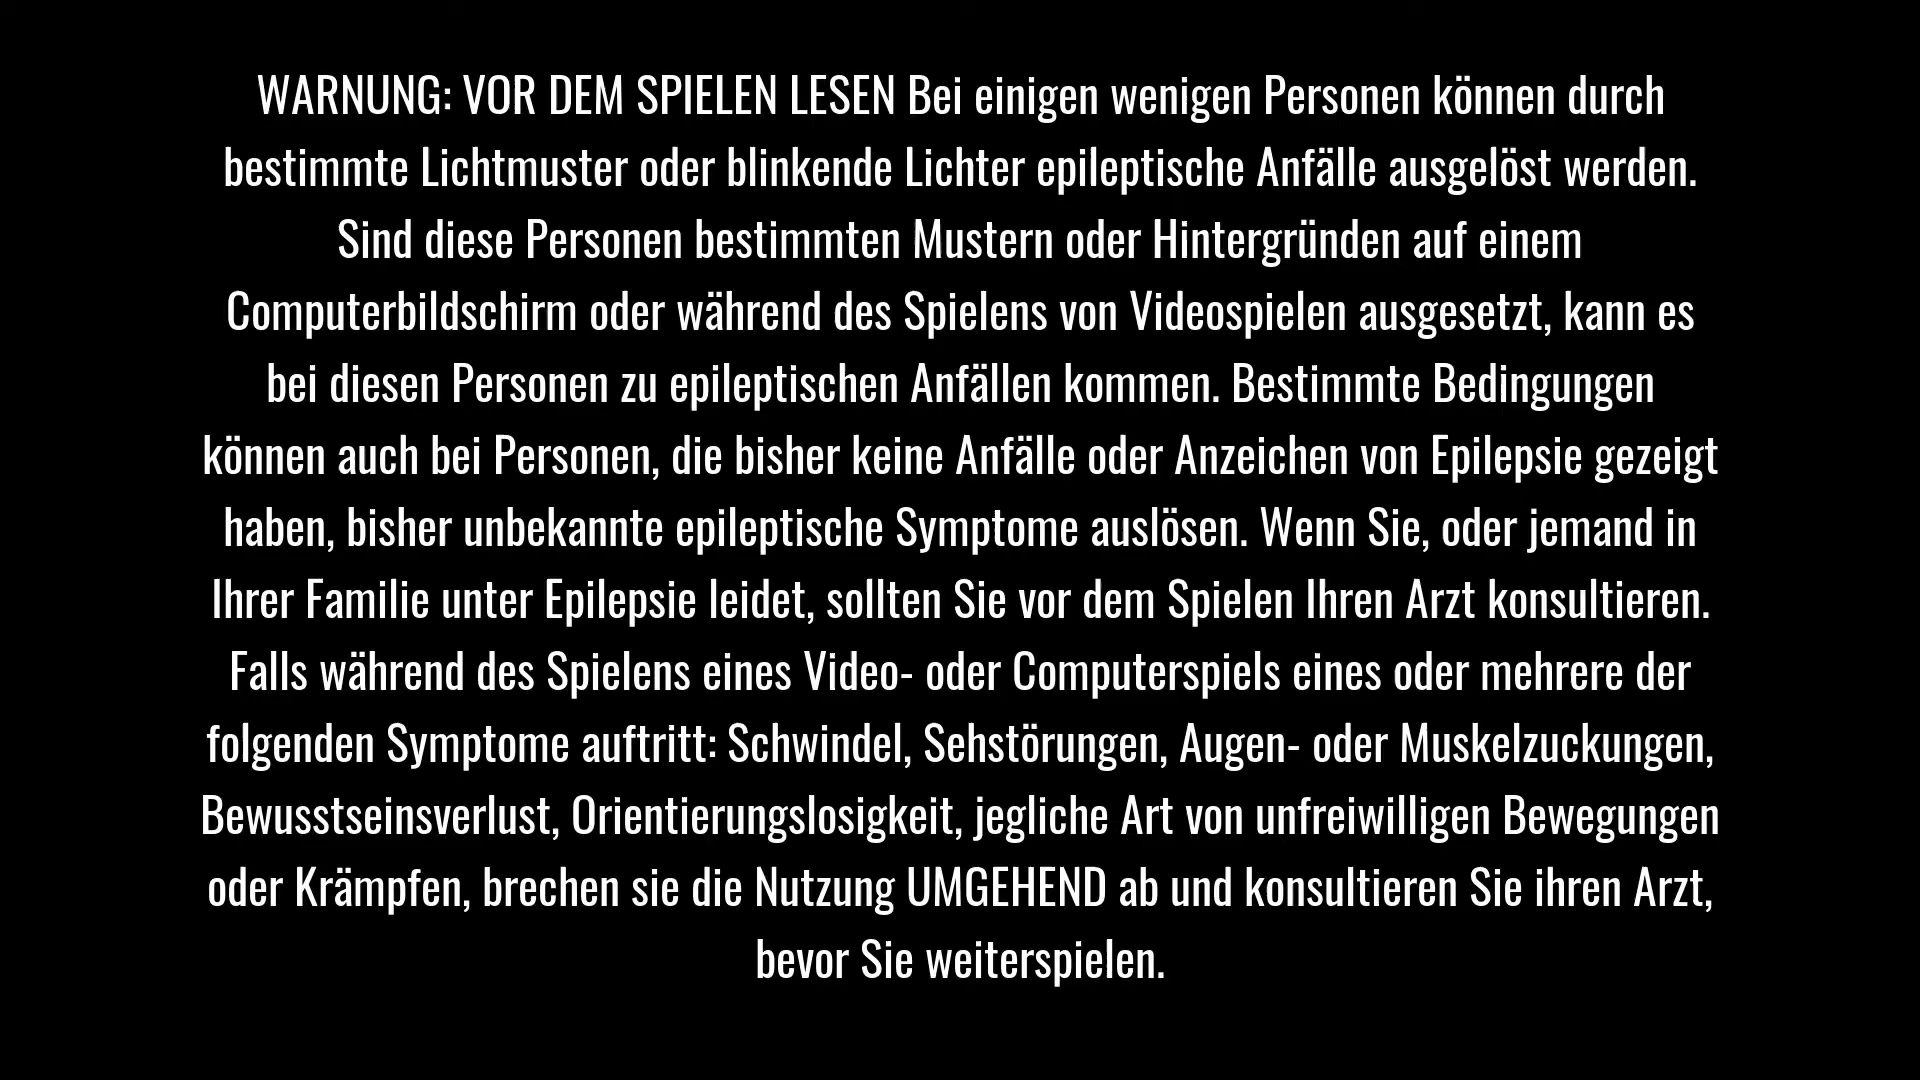 WARNUNG: VOR DEM SPIELEN LESEN Bei einigen wenigen Personen können durch
bestimmte Lichtmuster oder blinkende Lichter epileptische Anfälle ausgelöst werden.
Sind diese Personen bestimmten Mustern oder Hintergründen auf einem
Computerbildschirm oder während des Spielens von Videospielen ausgesetzt, kann es
bei diesen Personen zu epileptischen Anfällen kommen. Bestimmte Bedingungen
können auch bei Personen, die bisher keine Anfälle oder Anzeichen von Epilepsie gezeigt
haben, bisher unbekannte epileptische Symptome auslösen. Wenn Sie, oder jemand in
Ihrer Familie unter Epilepsie leidet, sollten Sie vor dem Spielen Ihren Arzt konsultieren.
Falls während des Spielens eines Video- oder Computerspiels eines oder mehrere der
folgenden Symptome auftritt: Schwindel, Sehstörungen, Augen- oder Muskelzuckungen,
Bewusstseinsverlust, Orientierungslosigkeit, jegliche Art von unfreiwilligen Bewegungen
oder Krämpfen, brechen sie die Nutzung UMGEHEND ab und konsultieren Sie ihren Arzt,
bevor Sie weiterspielen.